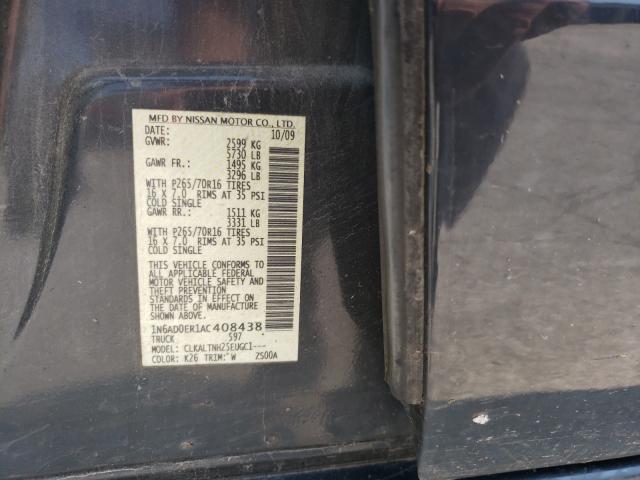 MFD BY NISSAN MOTOR CO., LTD.
DATE: 10/09
GVWR: 2599 KG
5730 LB
GAWR FR.: 1495 KG
3296 LB
WITH P265/70R16 TIRES
16 X 7.0 RIMS AT 35 PSI
COLD SINGLE
GAWR RR.: 1511 KG
3331 LB
WITH P265/70R16 TIRES
16 X 7.0 RIMS AT 35 PSI
COLD SINGLE
THIS VEHICLE CONFORMS TO
ALL APPLICABLE FEDERAL
MOTOR VEHICLE SAFETY AND
THEFT PREVENTION
STANDARDS IN EFFECT ON
THE DATE OF MANUFACTURE
SHOWN ABOVE.
1N6AD0ER1AC408438
TRUCK 597
MODEL: CLKALTNH25EUGC1---
COLOR: K26 TRIM: W ZS00A